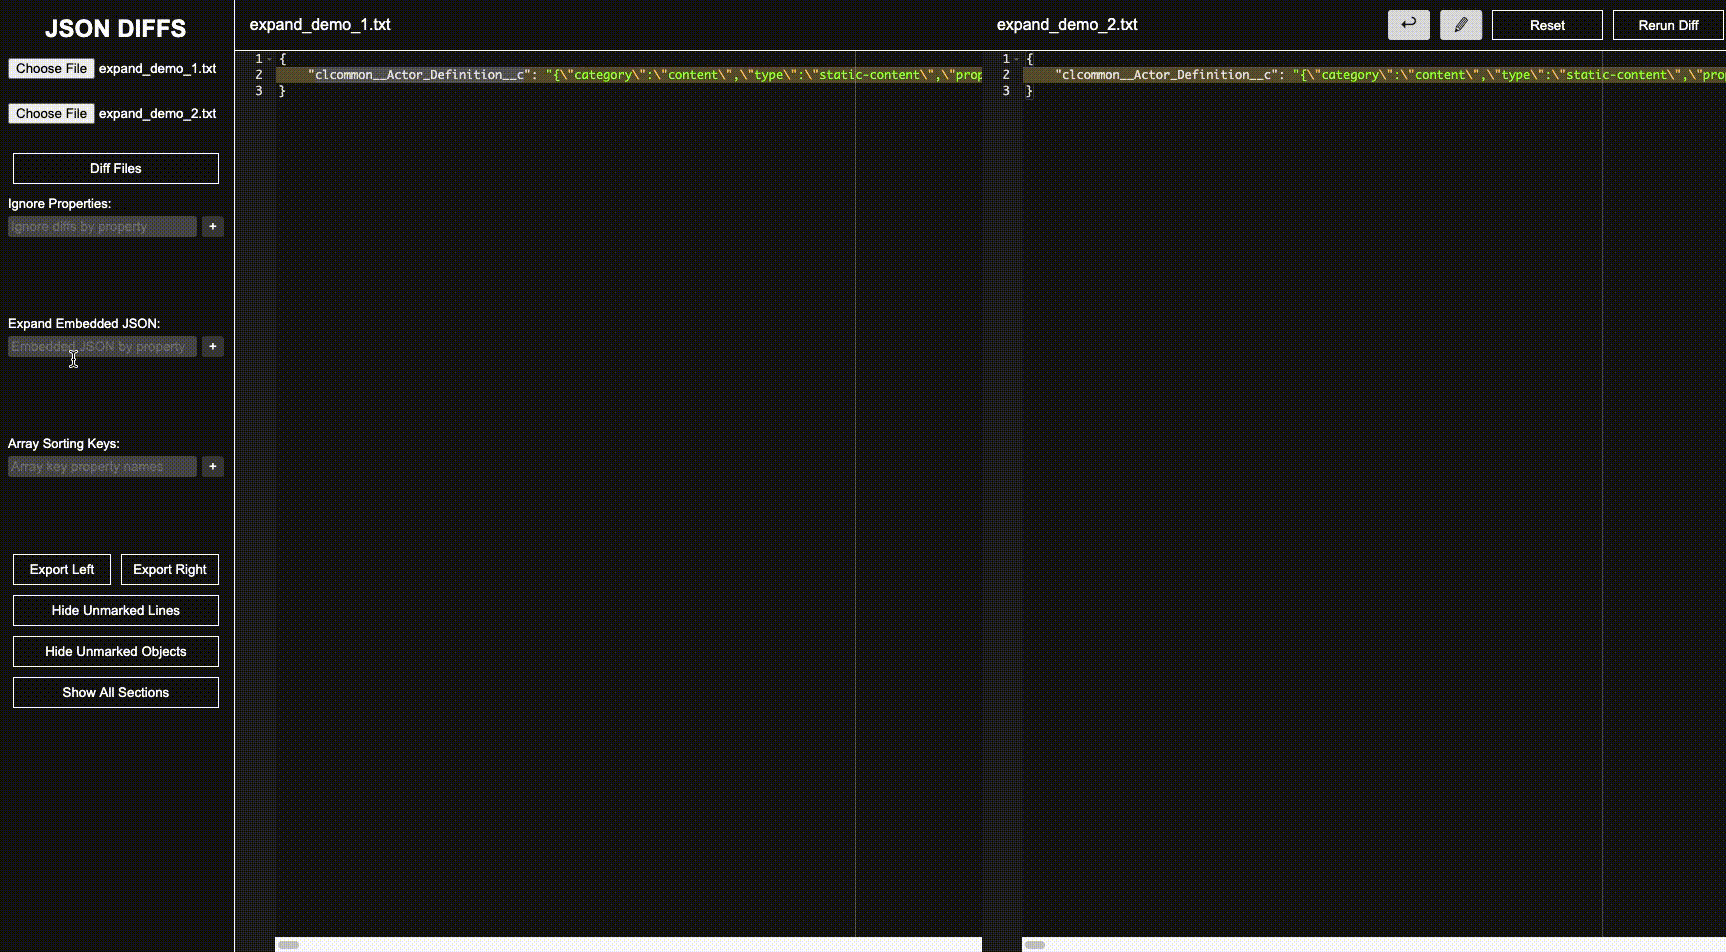 JSON DIFFS
Choose File expand_demo_1.txt
Choose File expand_demo_2.txt
Diff Files
Ignore Properties:
Ignore diffs by property +
Expand Embedded JSON:
Embedded JSON by property +
Array Sorting Keys:
Array key property names +
Export Left Export Right
Hide Unmarked Lines
Hide Unmarked Objects
Show All Sections
expand_demo_1.txt
1 {
2 "clcommon__Actor_Definition__c": "{\"category\":\"content\",\"type\":\"static-content\",\"prop
3 }
expand_demo_2.txt
Reset Rerun Diff
1 {
2 "clcommon__Actor_Definition__c": "{\"category\":\"content\",\"type\":\"static-content\",\"pro
3 }